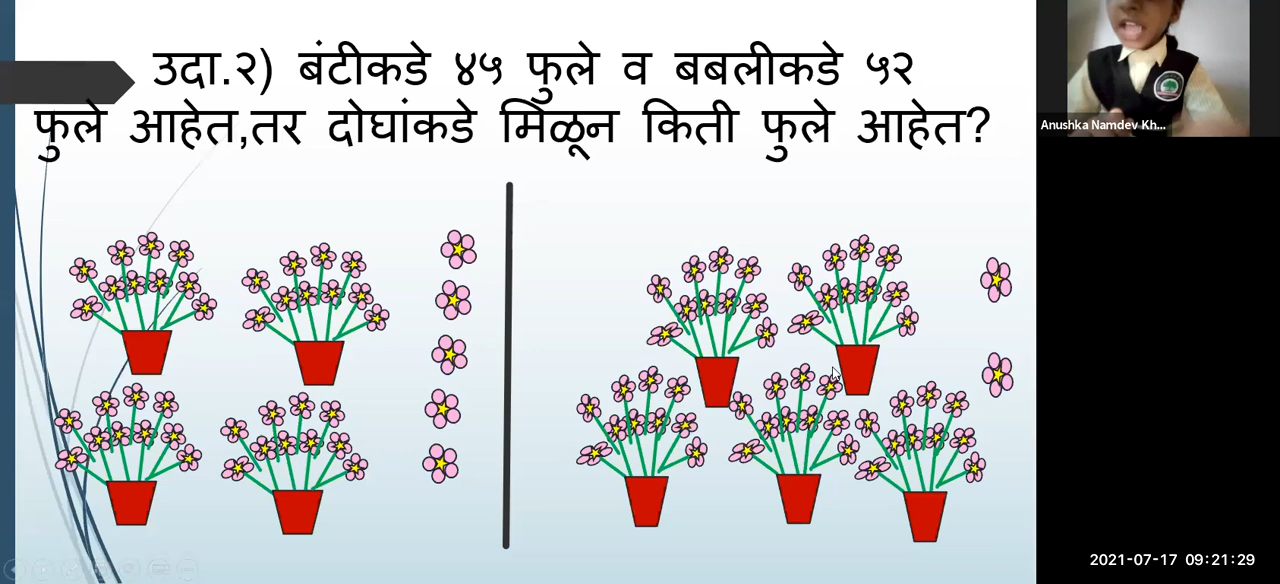 उदा.२) बंटीकडे ४५ फुले व बबलीकडे ५२
फुले आहेत,तर दोघांकडे मिळून किती फुले आहेत?
Anushka Namdev Kh...
2021-07-17 09:21:29